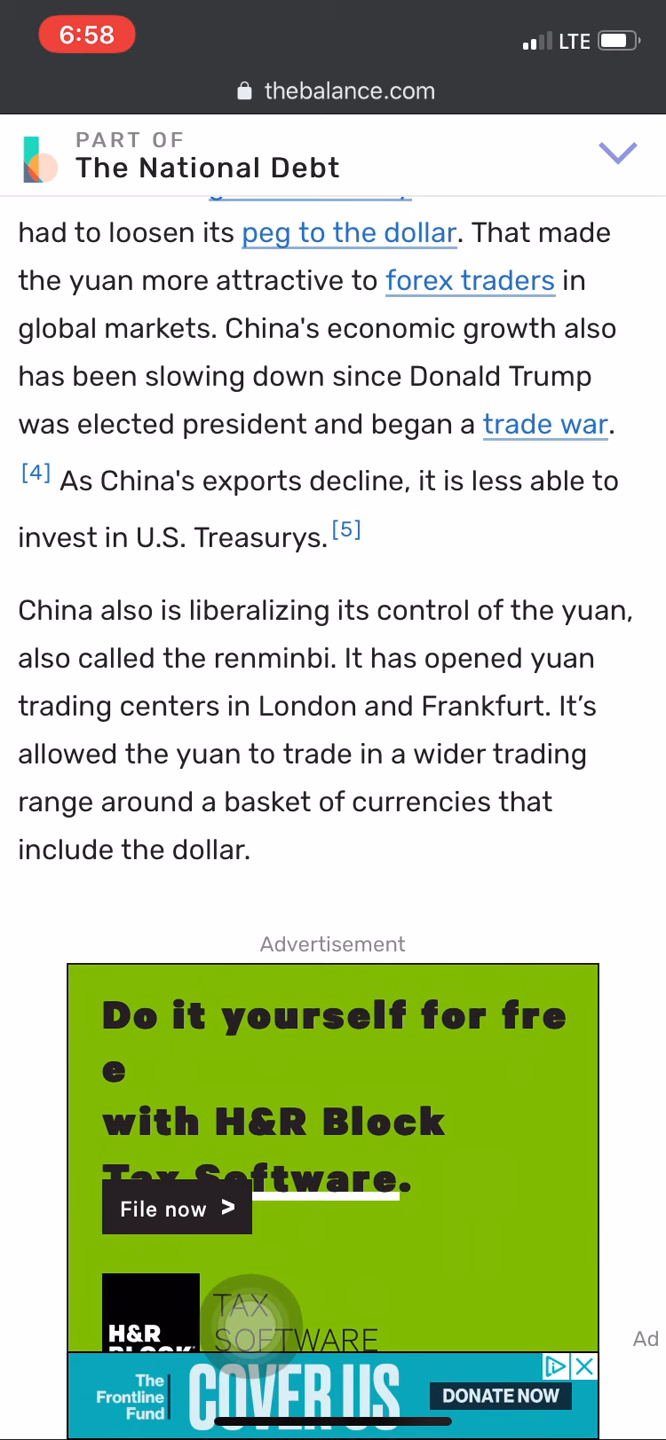 6:58
LTE
thebalance.com
PART OF
The National Debt
had to loosen its peg to the dollar. That made
the yuan more attractive to forex traders in
global markets. China's economic growth also
has been slowing down since Donald Trump
was elected president and began a trade war.
[4] As China's exports decline, it is less able to
invest in U.S. Treasurys. [5]
China also is liberalizing its control of the yuan,
also called the renminbi. It has opened yuan
trading centers in London and Frankfurt. It’s
allowed the yuan to trade in a wider trading
range around a basket of currencies that
include the dollar.
Advertisement
Do it yourself for fre
e
with H&R Block
Tax Software.
File now >
H&R
BLOCK
TAX
SOFTWARE
Ad
The
Frontline
Fund
COVER US
DONATE NOW